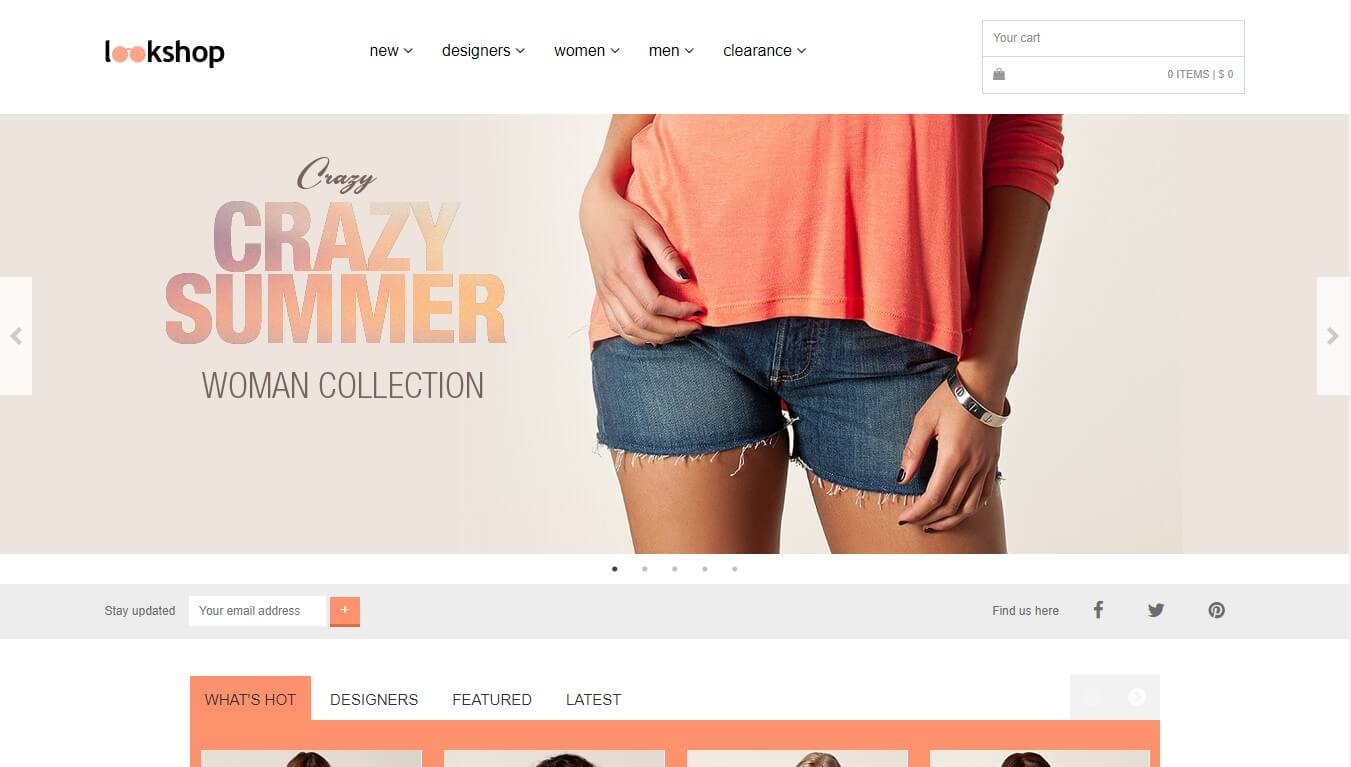 lookshop
new
designers
women
men
clearance
Your cart
0 ITEMS | $ 0
Crazy
CRAZY
SUMMER
WOMAN COLLECTION
Stay updated
Your email address
+
Find us here
WHAT'S HOT
DESIGNERS
FEATURED
LATEST